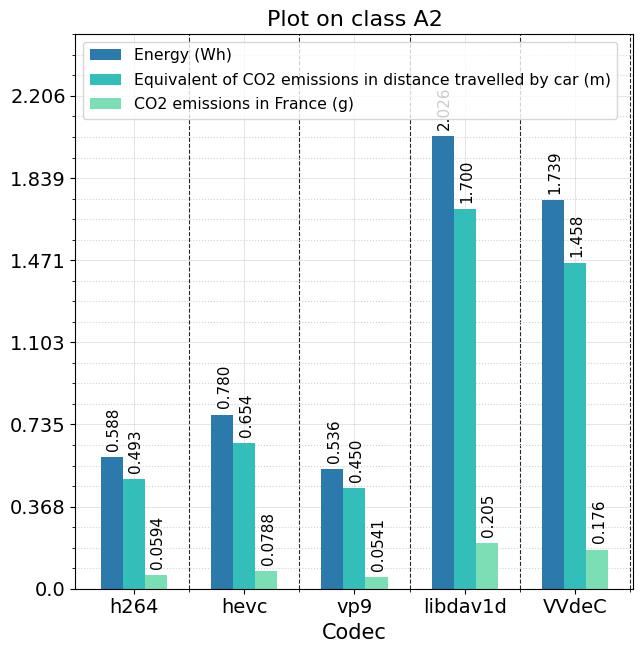 Plot on class A2
Energy (Wh)
Equivalent of CO2 emissions in distance travelled by car (m)
CO2 emissions in France (g)
2.206
1.839
1.471
1.103
0.735
0.368
0.0
0.588
0.493
0.0594
0.780
0.654
0.0788
0.536
0.450
0.0541
2.026
1.700
0.205
1.739
1.458
0.176
h264
hevc
vp9
libdav1d
VVdeC
Codec